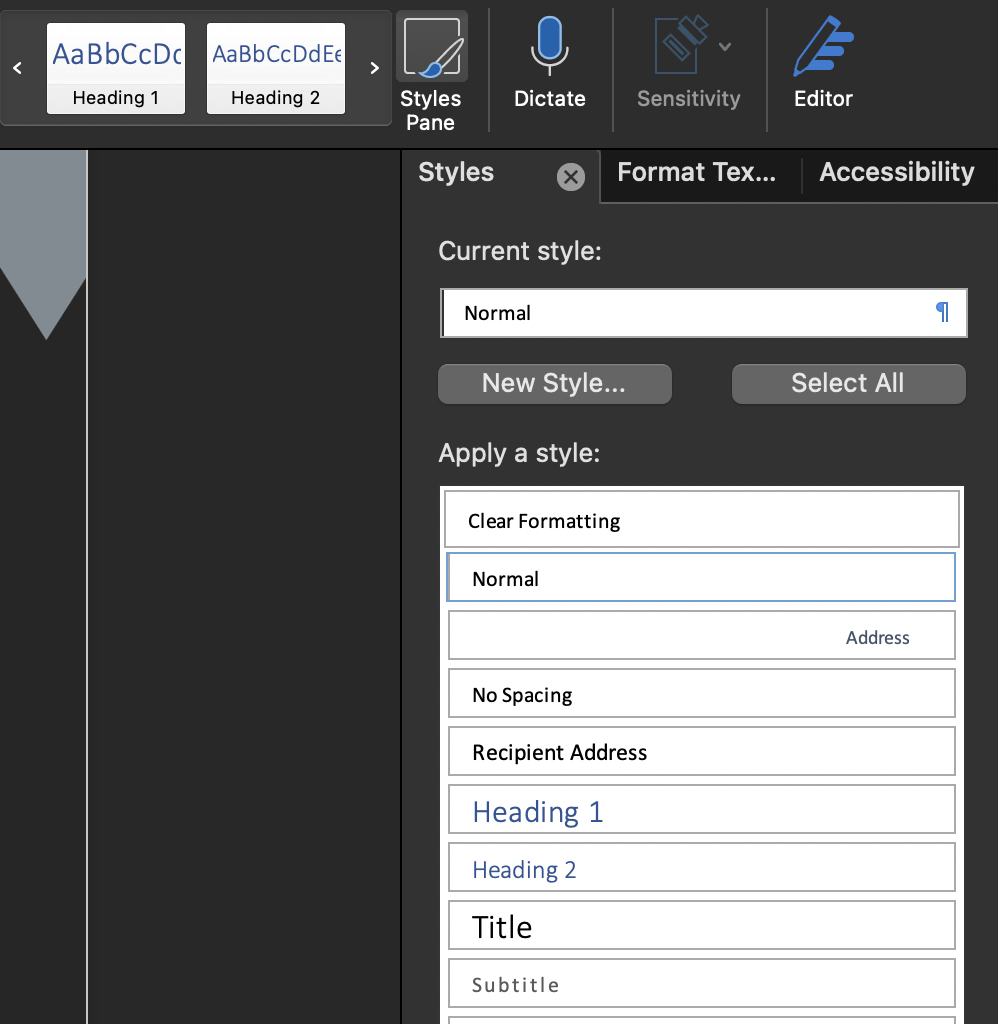 AaBbCcDc
AaBbCcDdEe
Heading 1
Heading 2
Styles
Pane
Dictate
Sensitivity
Editor
Styles
Format Tex...
Accessibility
Current style:
Normal
¶
New Style...
Select All
Apply a style:
Clear Formatting
Normal
Address
No Spacing
Recipient Address
Heading 1
Heading 2
Title
Subtitle